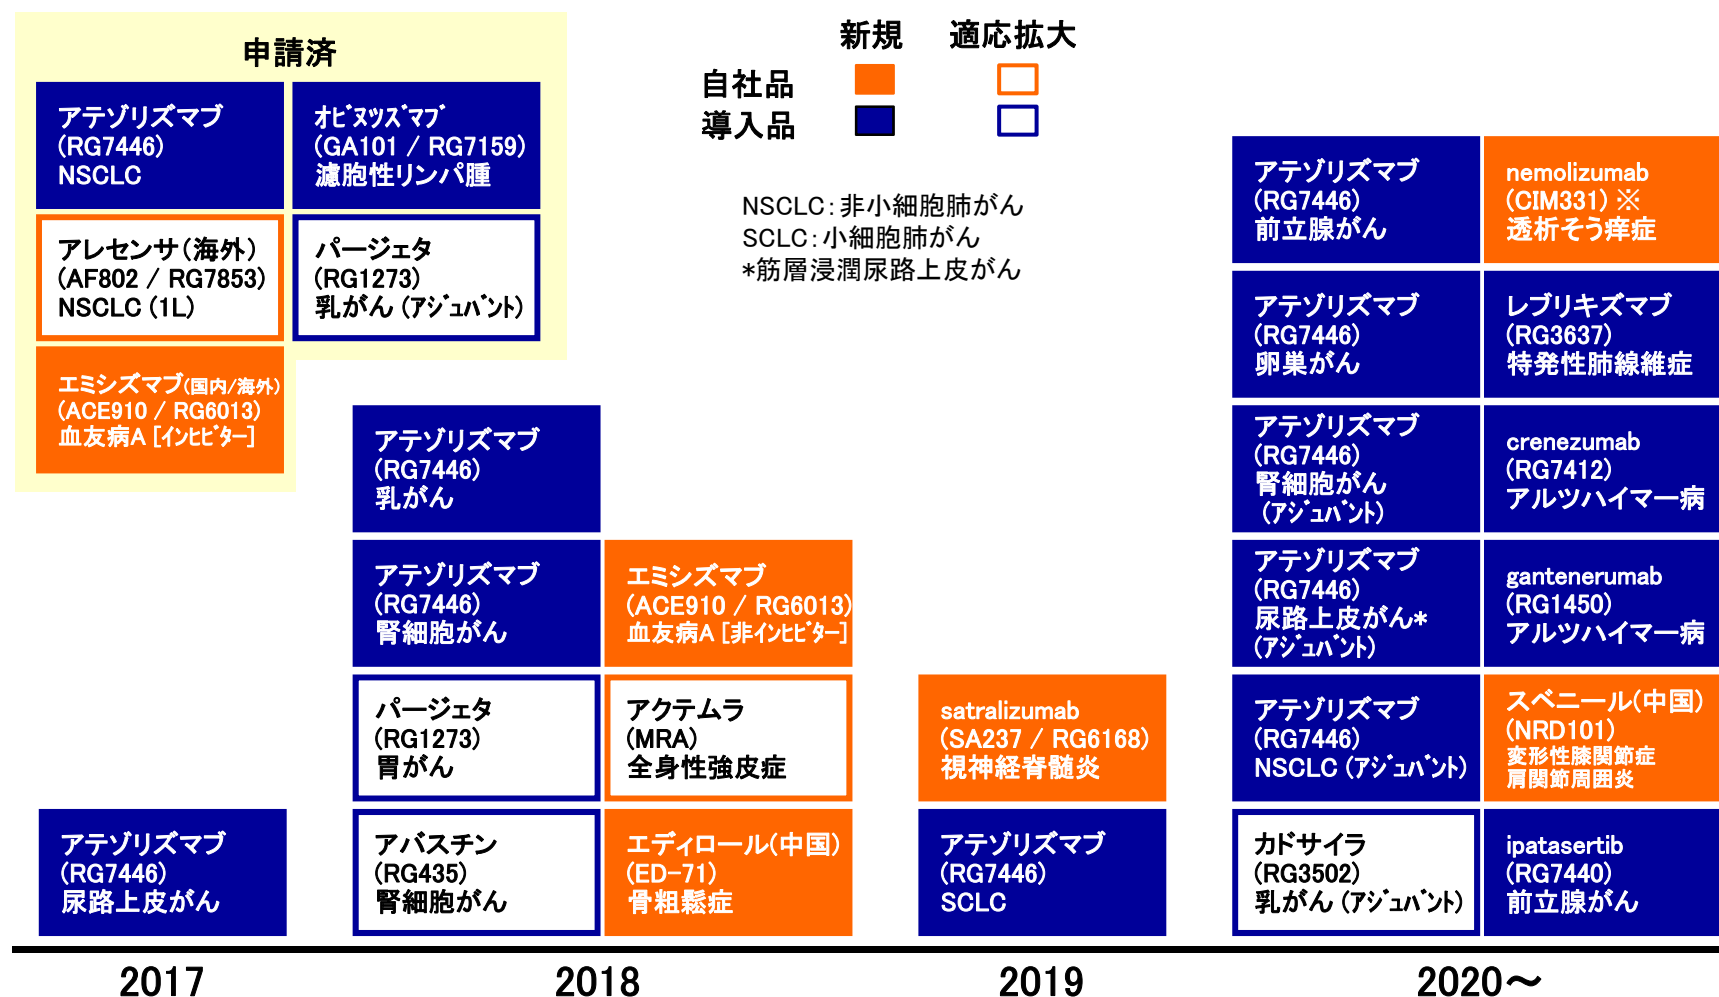 申請済
アテゾリズマブ
(RG7446)
NSCLC
ｵﾋﾞﾇﾂｽﾞﾏﾌﾞ
(GA101 / RG7159)
濾胞性リンパ腫
アレセンサ(海外)
(AF802 / RG7853)
NSCLC (1L)
パージェタ
(RG1273)
乳がん (ｱｼﾞｭﾊﾞﾝﾄ)
エミシズマブ(国内/海外)
(ACE910 / RG6013)
血友病A [ｲﾝﾋﾋﾞﾀｰ]
新規
適応拡大
自社品
導入品
NSCLC：非小細胞肺がん
SCLC：小細胞肺がん
*筋層浸潤尿路上皮がん
アテゾリズマブ
(RG7446)
尿路上皮がん
アテゾリズマブ
(RG7446)
乳がん
アテゾリズマブ
(RG7446)
腎細胞がん
エミシズマブ
(ACE910 / RG6013)
血友病A [非ｲﾝﾋﾋﾞﾀｰ]
パージェタ
(RG1273)
胃がん
アクテムラ
(MRA)
全身性強皮症
アバスチン
(RG435)
腎細胞がん
エディロール(中国)
(ED-71)
骨粗鬆症
satralizumab
(SA237 / RG6168)
視神経脊髄炎
アテゾリズマブ
(RG7446)
SCLC
アテゾリズマブ
(RG7446)
前立腺がん
nemolizumab
(CIM331) ※
透析そう痒症
アテゾリズマブ
(RG7446)
卵巣がん
レブリキズマブ
(RG3637)
特発性肺線維症
アテゾリズマブ
(RG7446)
腎細胞がん
(ｱｼﾞｭﾊﾞﾝﾄ)
crenezumab
(RG7412)
アルツハイマー病
アテゾリズマブ
(RG7446)
尿路上皮がん*
(ｱｼﾞｭﾊﾞﾝﾄ)
gantenerumab
(RG1450)
アルツハイマー病
アテゾリズマブ
(RG7446)
NSCLC (ｱｼﾞｭﾊﾞﾝﾄ)
スベニール(中国)
(NRD101)
変形性膝関節症
肩関節周囲炎
カドサイラ
(RG3502)
乳がん (ｱｼﾞｭﾊﾞﾝﾄ)
ipatasertib
(RG7440)
前立腺がん
2017
2018
2019
2020～